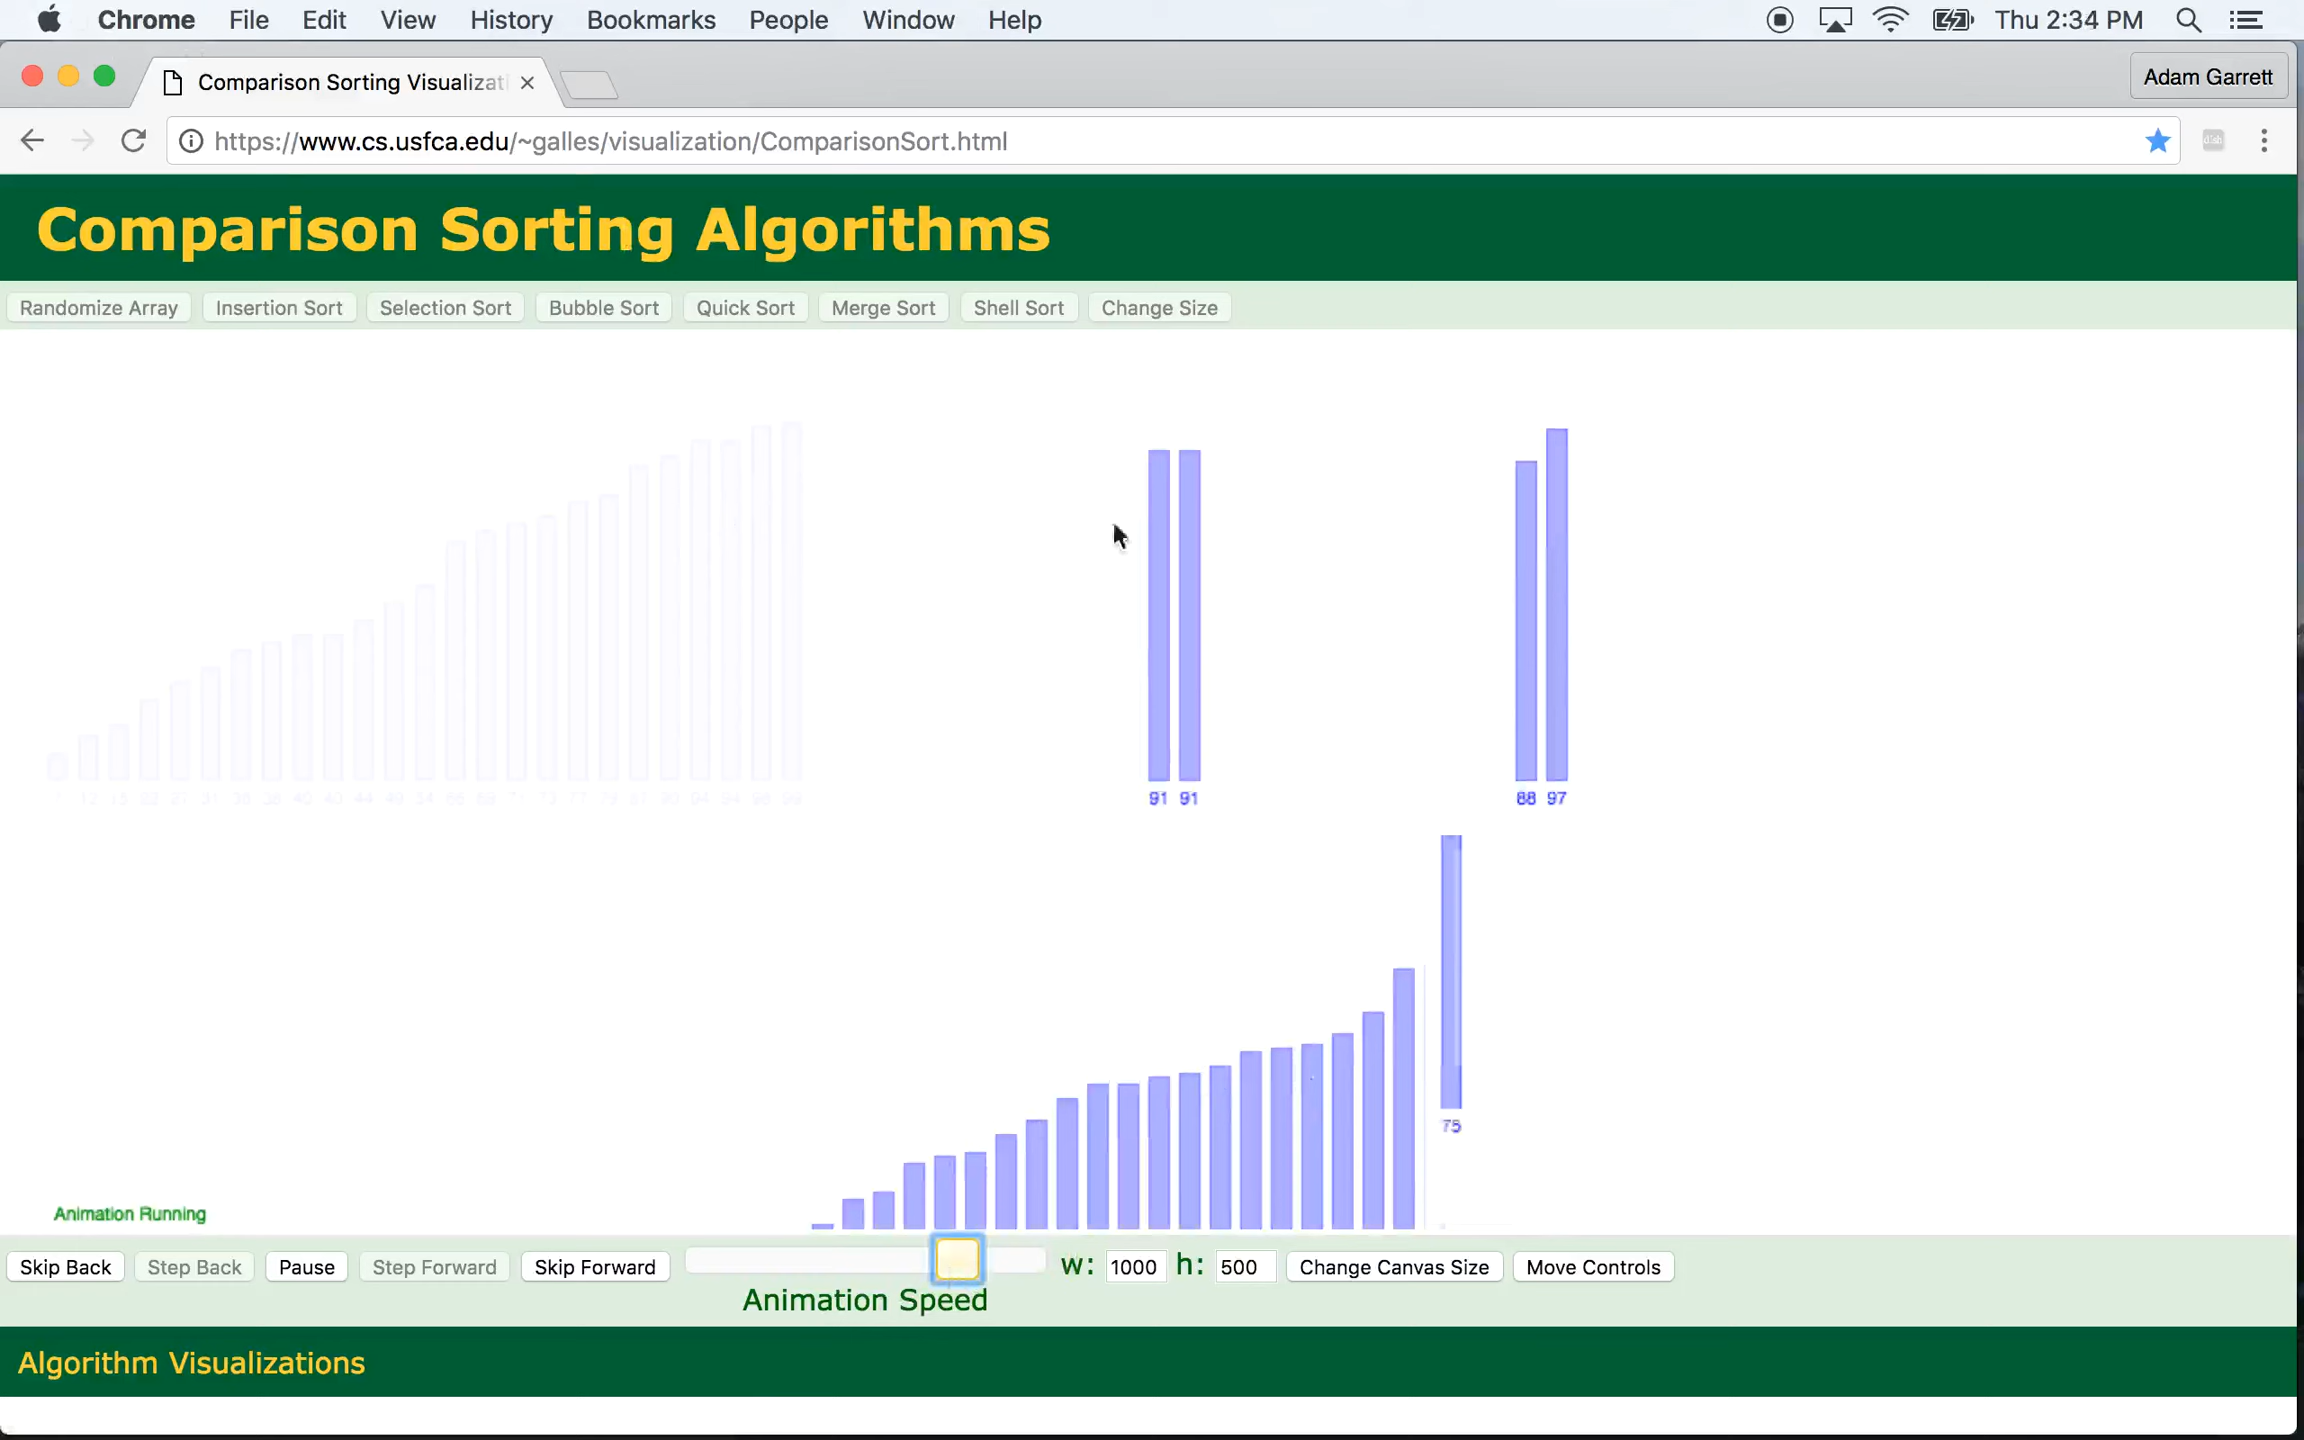 Chrome File Edit View History Bookmarks People Window Help Thu 2:34 PM
Comparison Sorting Visualizati Adam Garrett
https://www.cs.usfca.edu/~galles/visualization/ComparisonSort.html
Comparison Sorting Algorithms
Randomize Array Insertion Sort Selection Sort Bubble Sort Quick Sort Merge Sort Shell Sort Change Size
91 91 88 97
75
Animation Running
Skip Back Step Back Pause Step Forward Skip Forward w: 1000 h: 500 Change Canvas Size Move Controls
Animation Speed
Algorithm Visualizations